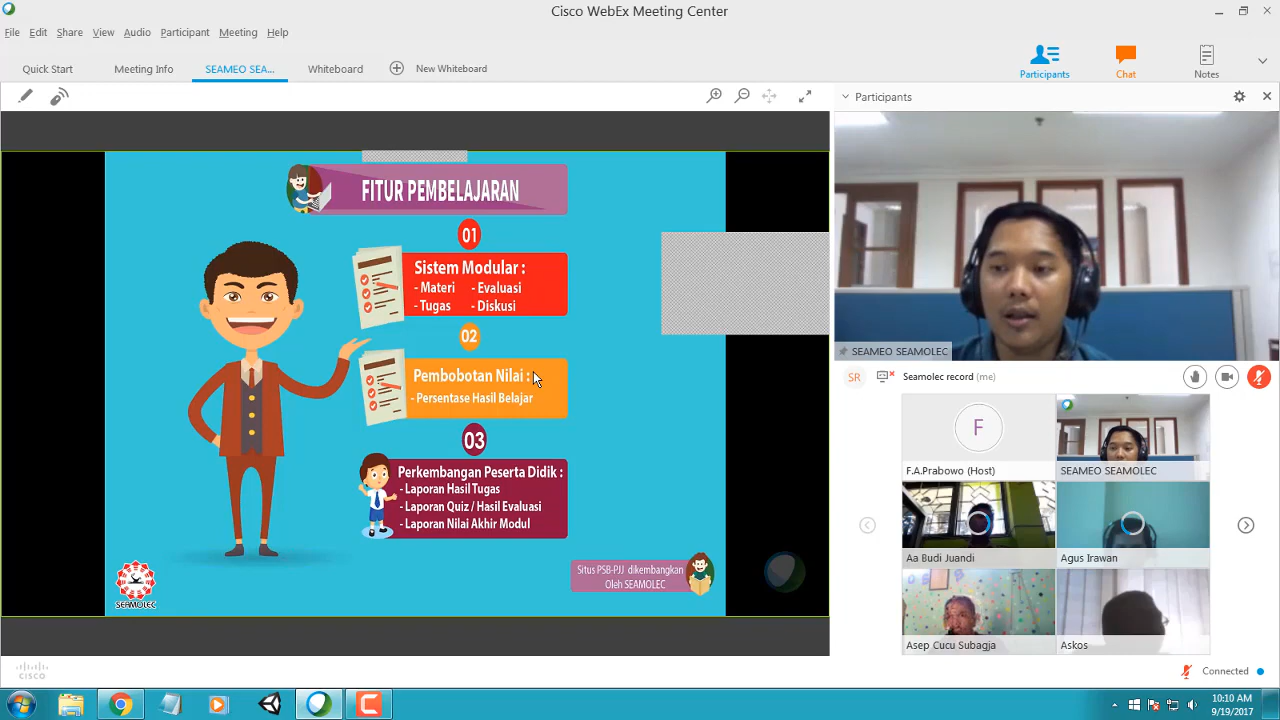 Cisco WebEx Meeting Center
File Edit Share View Audio Participant Meeting Help
Quick Start Meeting Info SEAMEO SEA... Whiteboard New Whiteboard
Participants Chat Notes
Participants
FITUR PEMBELAJARAN
01
Sistem Modular :
- Materi - Evaluasi
- Tugas - Diskusi
02
Pembobotan Nilai :
- Persentase Hasil Belajar
03
Perkembangan Peserta Didik :
- Laporan Hasil Tugas
- Laporan Quiz / Hasil Evaluasi
- Laporan Nilai Akhir Modul
SEAMOLEC
Situs PSB-PJJ dikembangkan
Oleh SEAMOLEC
SEAMEO SEAMOLEC
SR Seamolec record (me)
F
F.A.Prabowo (Host) SEAMEO SEAMOLEC
Aa Budi Juandi Agus Irawan
Asep Cucu Subagja Askos
CISCO
Connected
10:10 AM
9/19/2017